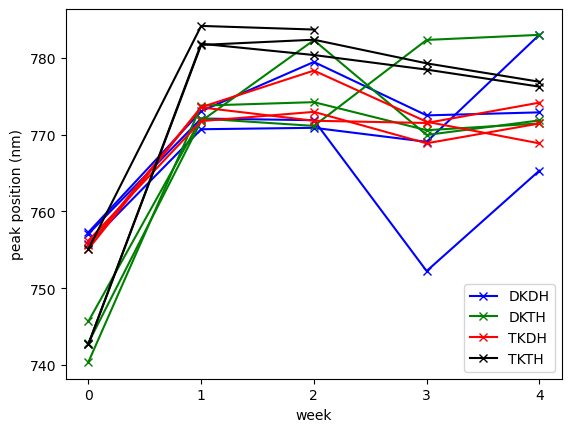 780
770
760
750
740
peak position (nm)
0 1 2 3 4
week
DKDH
DKTH
TKDH
TKTH